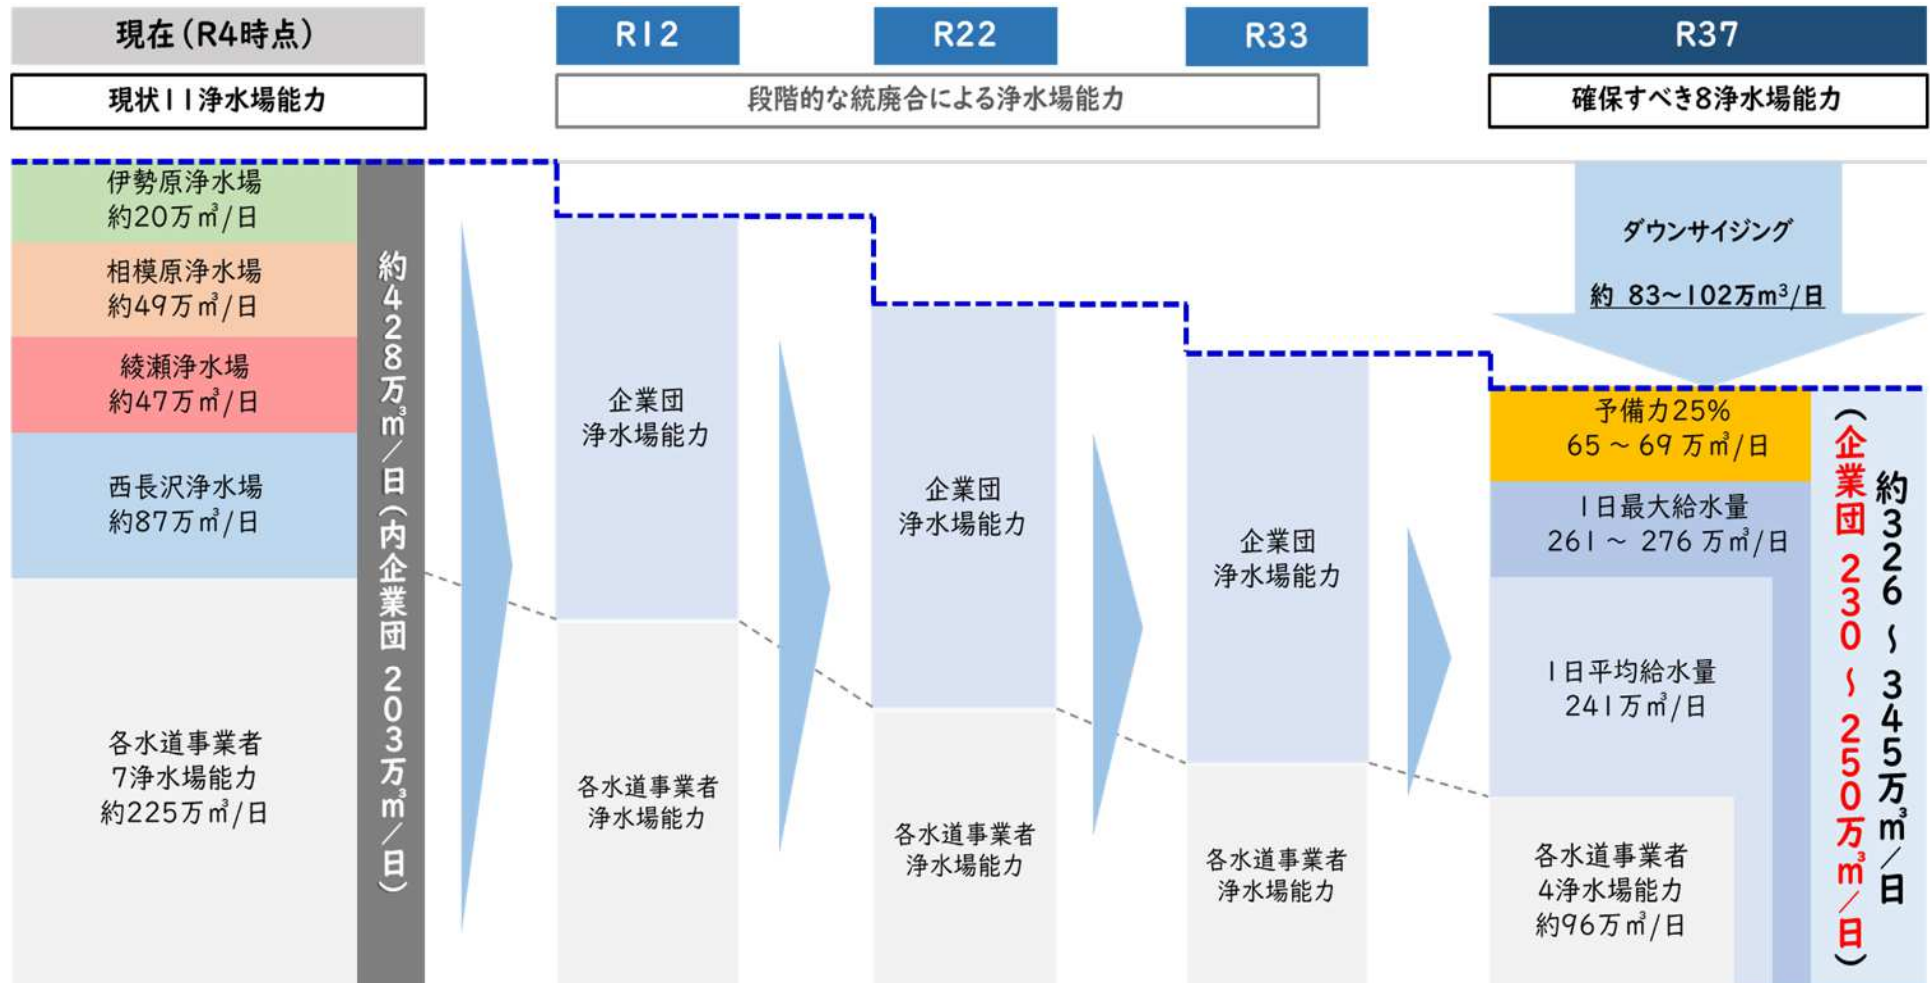 現在(R4時点)
R12
R22
R33
R37
現状11浄水場能力
段階的な統廃合による浄水場能力
確保すべき8浄水場能力
伊勢原浄水場
約20万㎥/日
相模原浄水場
約49万㎥/日
綾瀬浄水場
約47万㎥/日
西長沢浄水場
約87万㎥/日
各水道事業者
7浄水場能力
約225万㎥/日
約428万㎥/日(内企業団 203万㎥/日)
企業団
浄水場能力
各水道事業者
浄水場能力
企業団
浄水場能力
各水道事業者
浄水場能力
企業団
浄水場能力
各水道事業者
浄水場能力
ダウンサイジング
約 83~102万m³/日
予備力25%
65 ~ 69 万㎥/日
1日最大給水量
261 ~ 276 万㎥/日
1日平均給水量
241万㎥/日
各水道事業者
4浄水場能力
約96万㎥/日
約326 ~ 345万㎥/日
(企業団 230 ~ 250万㎥/日)